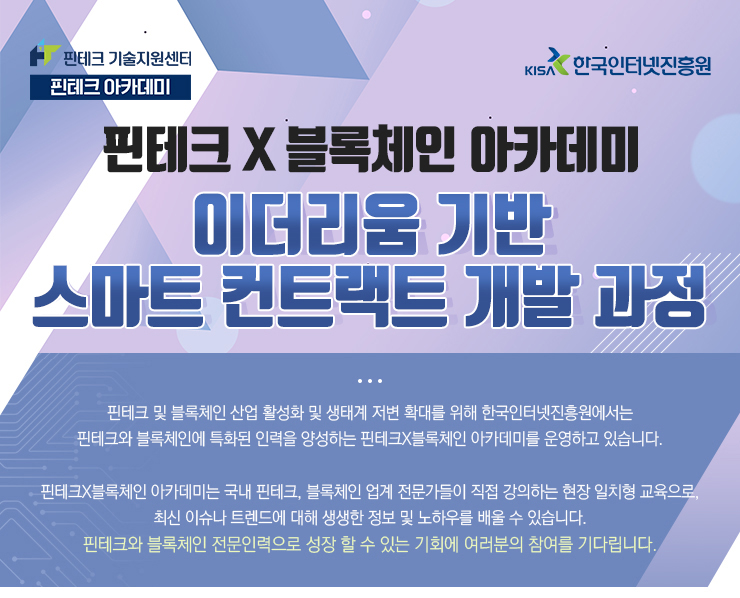 핀테크 기술지원센터
핀테크 아카데미
KISA 한국인터넷진흥원
핀테크 X 블록체인 아카데미
이더리움 기반
스마트 컨트랙트 개발 과정
...
핀테크 및 블록체인 산업 활성화 및 생태계 저변 확대를 위해 한국인터넷진흥원에서는
핀테크와 블록체인에 특화된 인력을 양성하는 핀테크X블록체인 아카데미를 운영하고 있습니다.
핀테크X블록체인 아카데미는 국내 핀테크, 블록체인 업계 전문가들이 직접 강의하는 현장 일치형 교육으로,
최신 이슈나 트렌드에 대해 생생한 정보 및 노하우를 배울 수 있습니다.
핀테크와 블록체인 전문인력으로 성장 할 수 있는 기회에 여러분의 참여를 기다립니다.